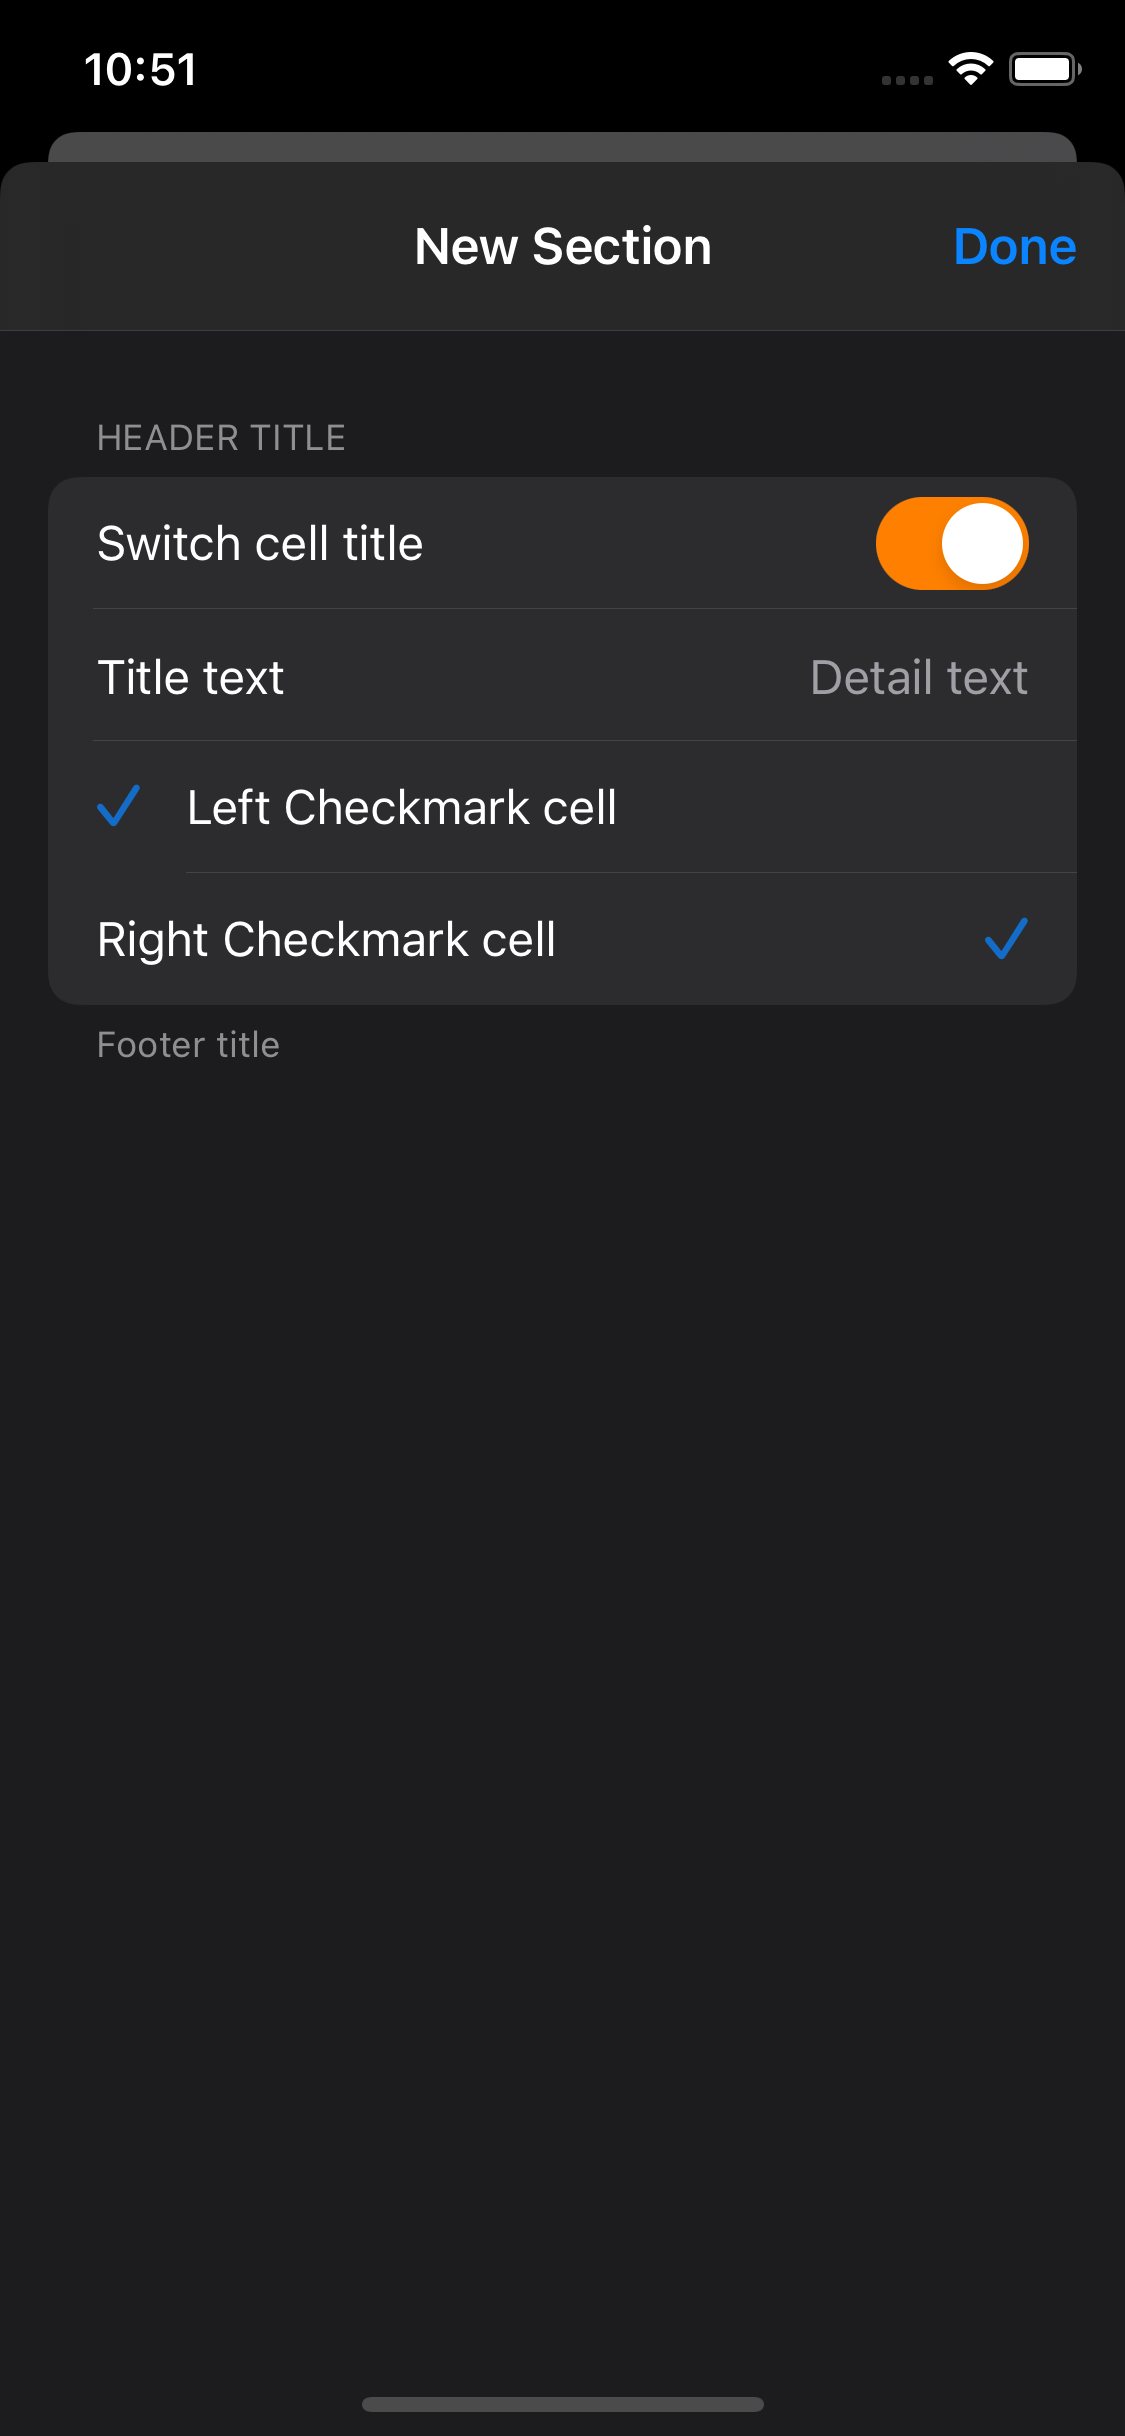 10:51
New Section
Done
HEADER TITLE
Switch cell title
Title text
Detail text
Left Checkmark cell
Right Checkmark cell
Footer title